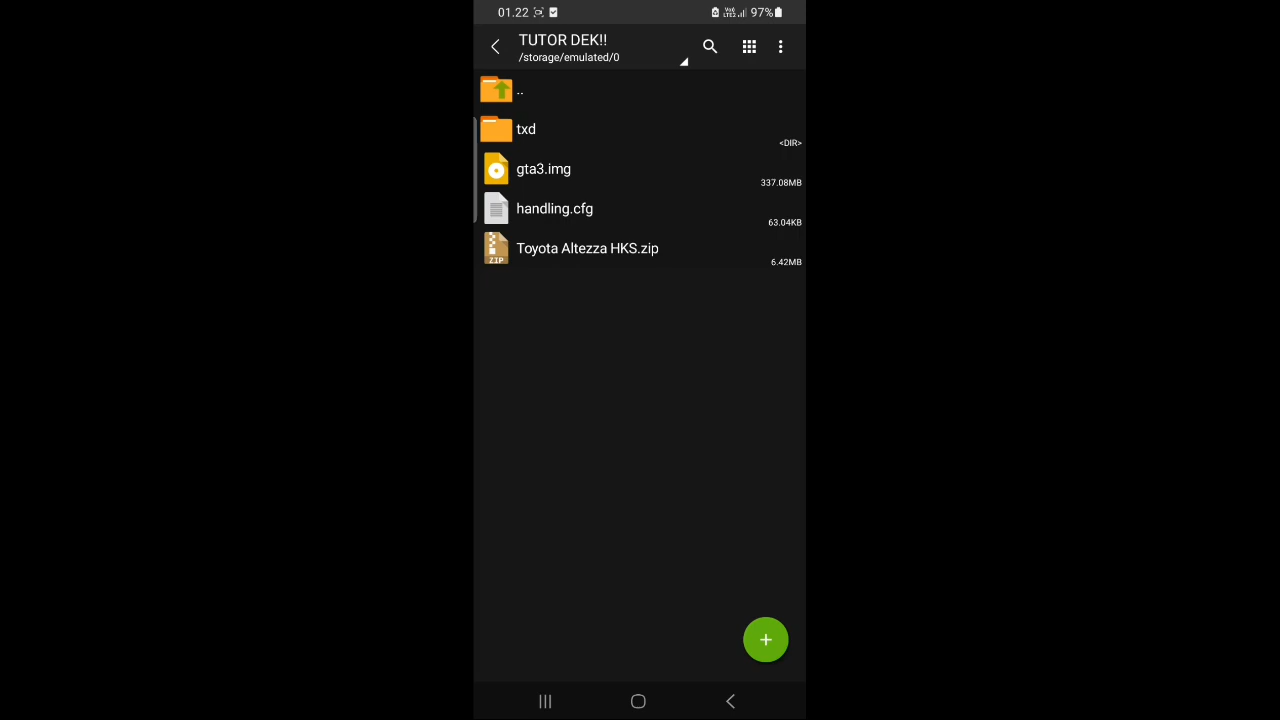 01.22
97%
TUTOR DEK!!
/storage/emulated/0
..
txd
<DIR>
gta3.img
337.08MB
handling.cfg
63.04KB
ZIP
Toyota Altezza HKS.zip
6.42MB